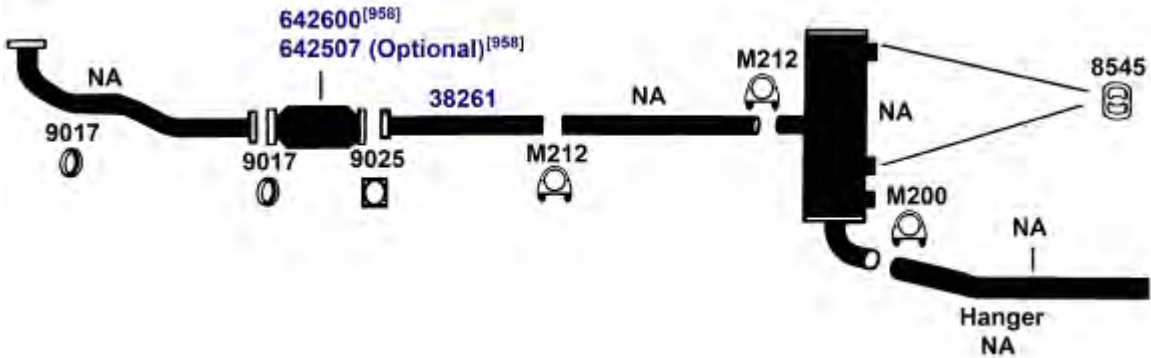 642600[958]
642507 (Optional)[958]
NA
38261
NA
M212
8545
NA
9017
9017
9025
M212
M200
NA
Hanger
NA